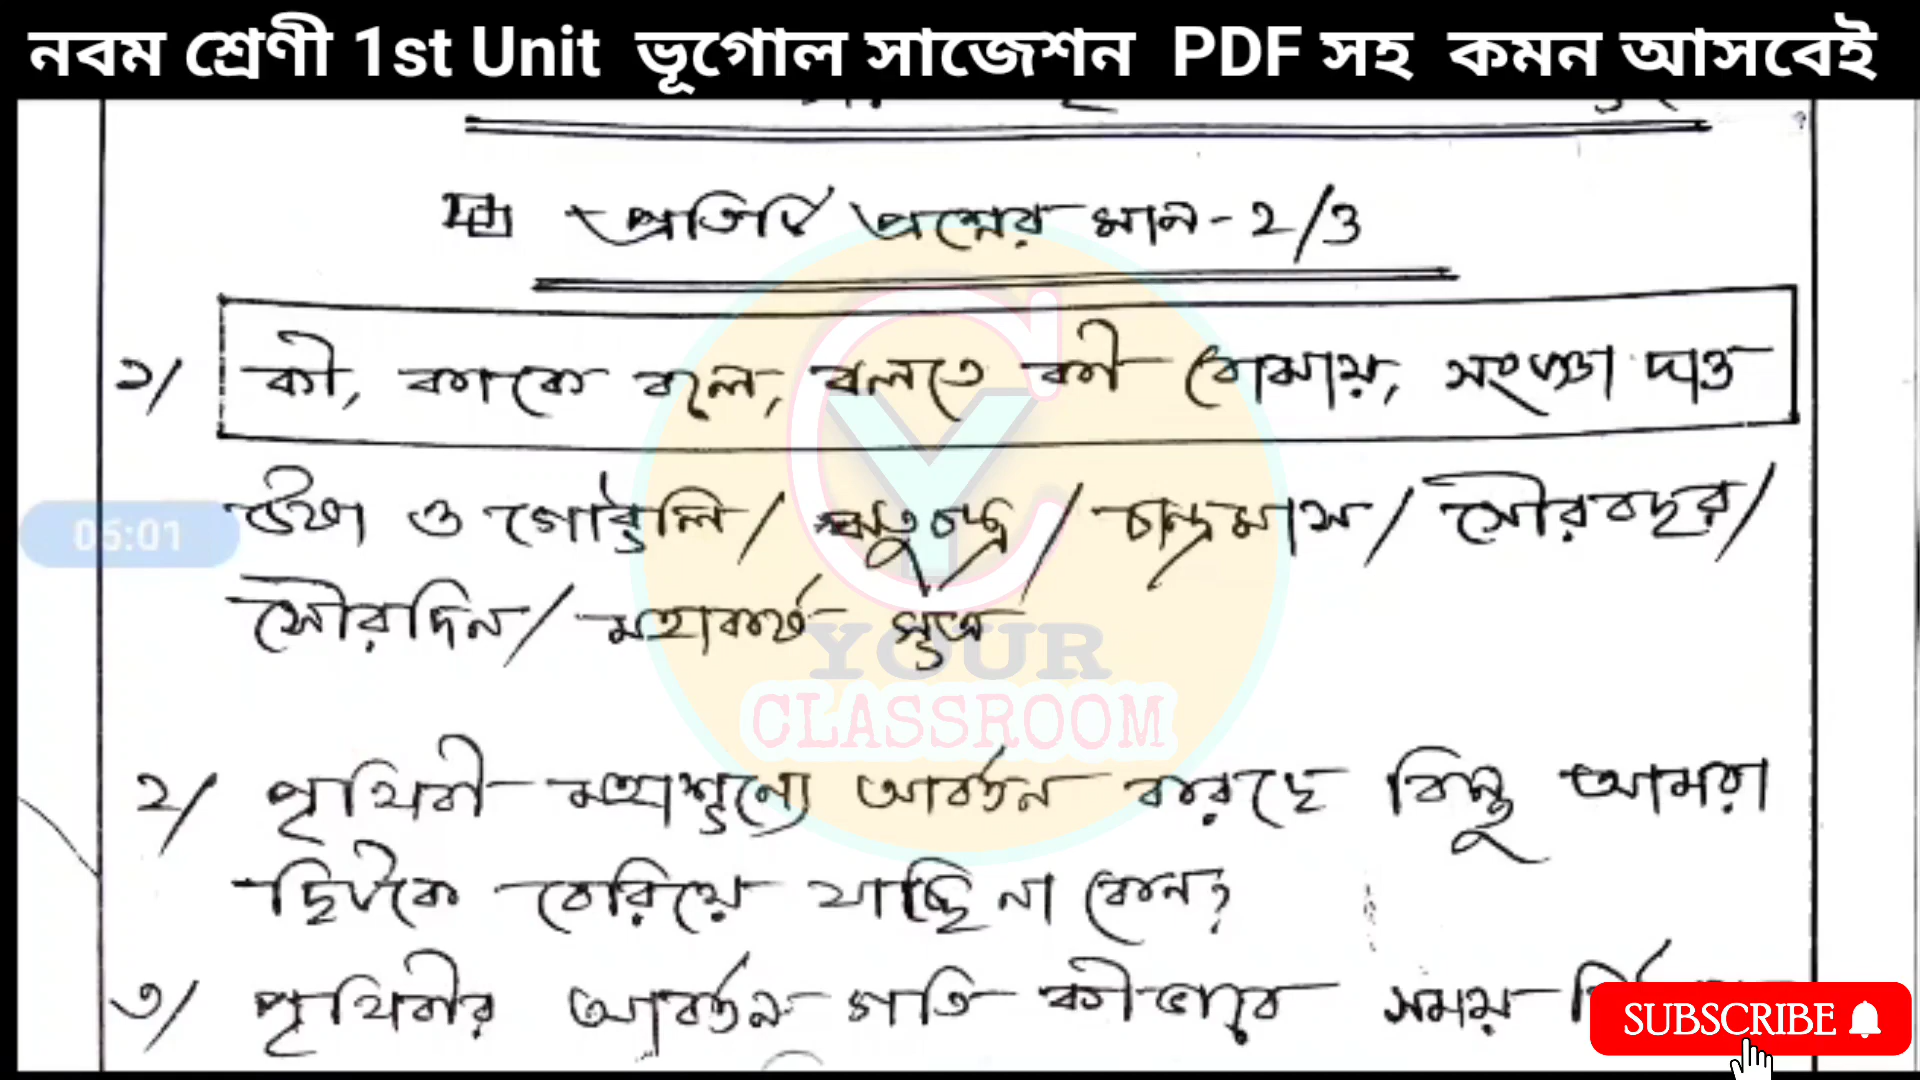 নবম শ্রেণী 1st Unit ভূগোল সাজেশন PDF সহ কমন আসবেই
প্রতিটি প্রশ্নের মান - ২/৩
১/ কী, কাকে বলে, বলতে কী বোঝায়, সংজ্ঞা দাও
ঊষা ও গোধূলি / ঋতুচক্র / চান্দ্রমাস / সৌরবছর /
05:01
সৌরদিন / মহাকর্ষ সূত্র
YOUR
CLASSROOM
২/ পৃথিবী মহাশূন্যে আবর্তন করছে কিন্তু আমরা
ছিটকে বেরিয়ে যাচ্ছি না কেন?
৩/ পৃথিবীর আবর্তন গতি কীভাবে সময়
SUBSCRIBE